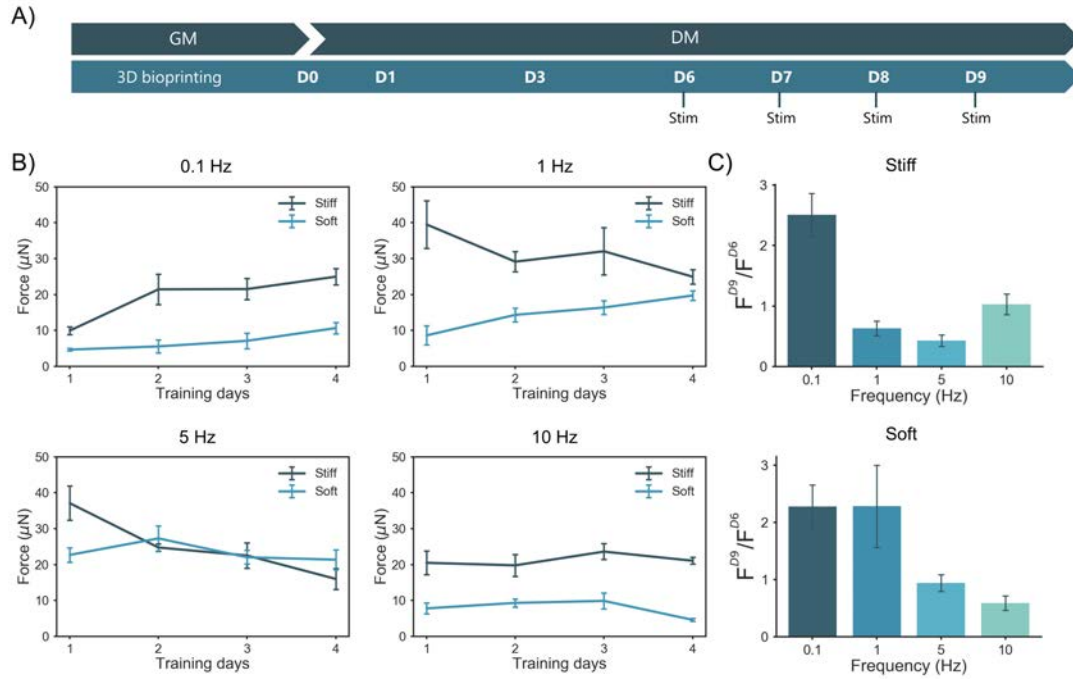 A)
GM
DM
3D bioprinting D0 D1 D3 D6 D7 D8 D9
Stim Stim Stim Stim
B)
0.1 Hz
Stiff
Soft
Force (µN)
50
40
30
20
10
0
1 2 3 4
Training days
1 Hz
Stiff
Soft
Force (µN)
50
40
30
20
10
0
1 2 3 4
Training days
5 Hz
Stiff
Soft
Force (µN)
50
40
30
20
10
0
1 2 3 4
Training days
10 Hz
Stiff
Soft
Force (µN)
50
40
30
20
10
0
1 2 3 4
Training days
C)
Stiff
F^D9/F^D6
3
2
1
0
0.1 1 5 10
Frequency (Hz)
Soft
F^D9/F^D6
3
2
1
0
0.1 1 5 10
Frequency (Hz)